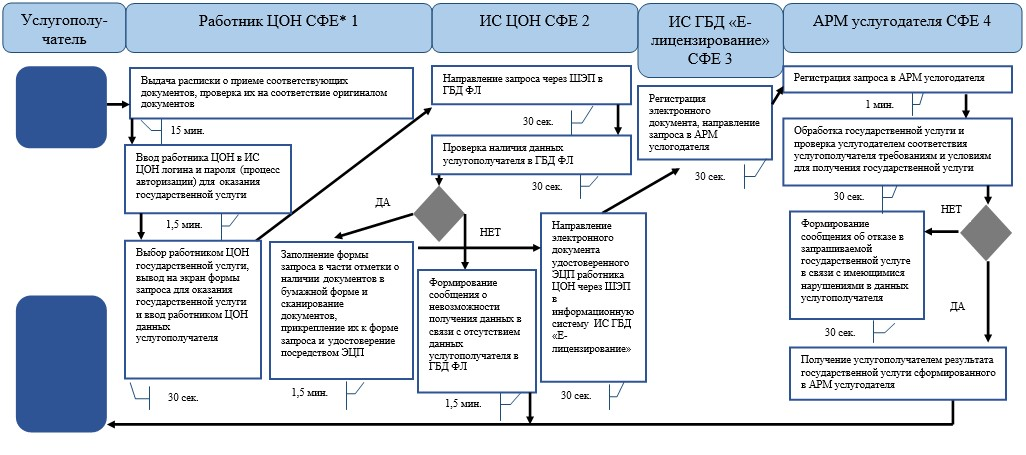 Услугополу-
чатель
Работник ЦОН СФЕ* 1
ИС ЦОН СФЕ 2
ИС ГБД «Е-
лицензирование»
СФЕ 3
АРМ услугодателя СФЕ 4
Выдача расписки о приеме соответствующих
документов, проверка их на соответствие оригиналом
документов
15 мин.
Ввод работника ЦОН в ИС
ЦОН логина и пароля (процесс
авторизации) для оказания
государственной услуги
1,5 мин.
Выбор работником ЦОН
государственной услуги,
вывод на экран формы
запроса для оказания
государственной услуги
и ввод работником ЦОН
данных
услугополучателя
30 сек.
Заполнение формы
запроса в части отметки о
наличии документов в
бумажной форме и
сканирование
документов,
прикрепление их к форме
запроса и удостоверение
посредством ЭЦП
1,5 мин.
Направление запроса через ШЭП в
ГБД ФЛ
30 сек.
Проверка наличия данных
услугополучателя в ГБД ФЛ
30 сек.
ДА
НЕТ
Формирование
сообщения о
невозможности
получения данных в
связи с отсутствием
данных
услугополучателя в
ГБД ФЛ
1,5 мин.
Направление
электронного
документа
удостоверенного
ЭЦП работника
ЦОН через ШЭП
в
информационную
систему ИС ГБД
«Е-
лицензирование»
30 сек.
Регистрация
электронного
документа, направление
запроса в АРМ
услогодателя
30 сек.
Регистрация запроса в АРМ услогодателя
1 мин.
Обработка государственной услуги и
проверка услугодателем соответствия
услугополучателя требованиям и условиям
для получения государственной услуги
30 сек.
НЕТ
Формирование
сообщения об отказе в
запрашиваемой
государственной услуге
в связи с имеющимися
нарушениями в данных
услугополучателя
30 сек.
ДА
Получение услугополучателем результата
государственной услуги сформированного
в АРМ услугодателя